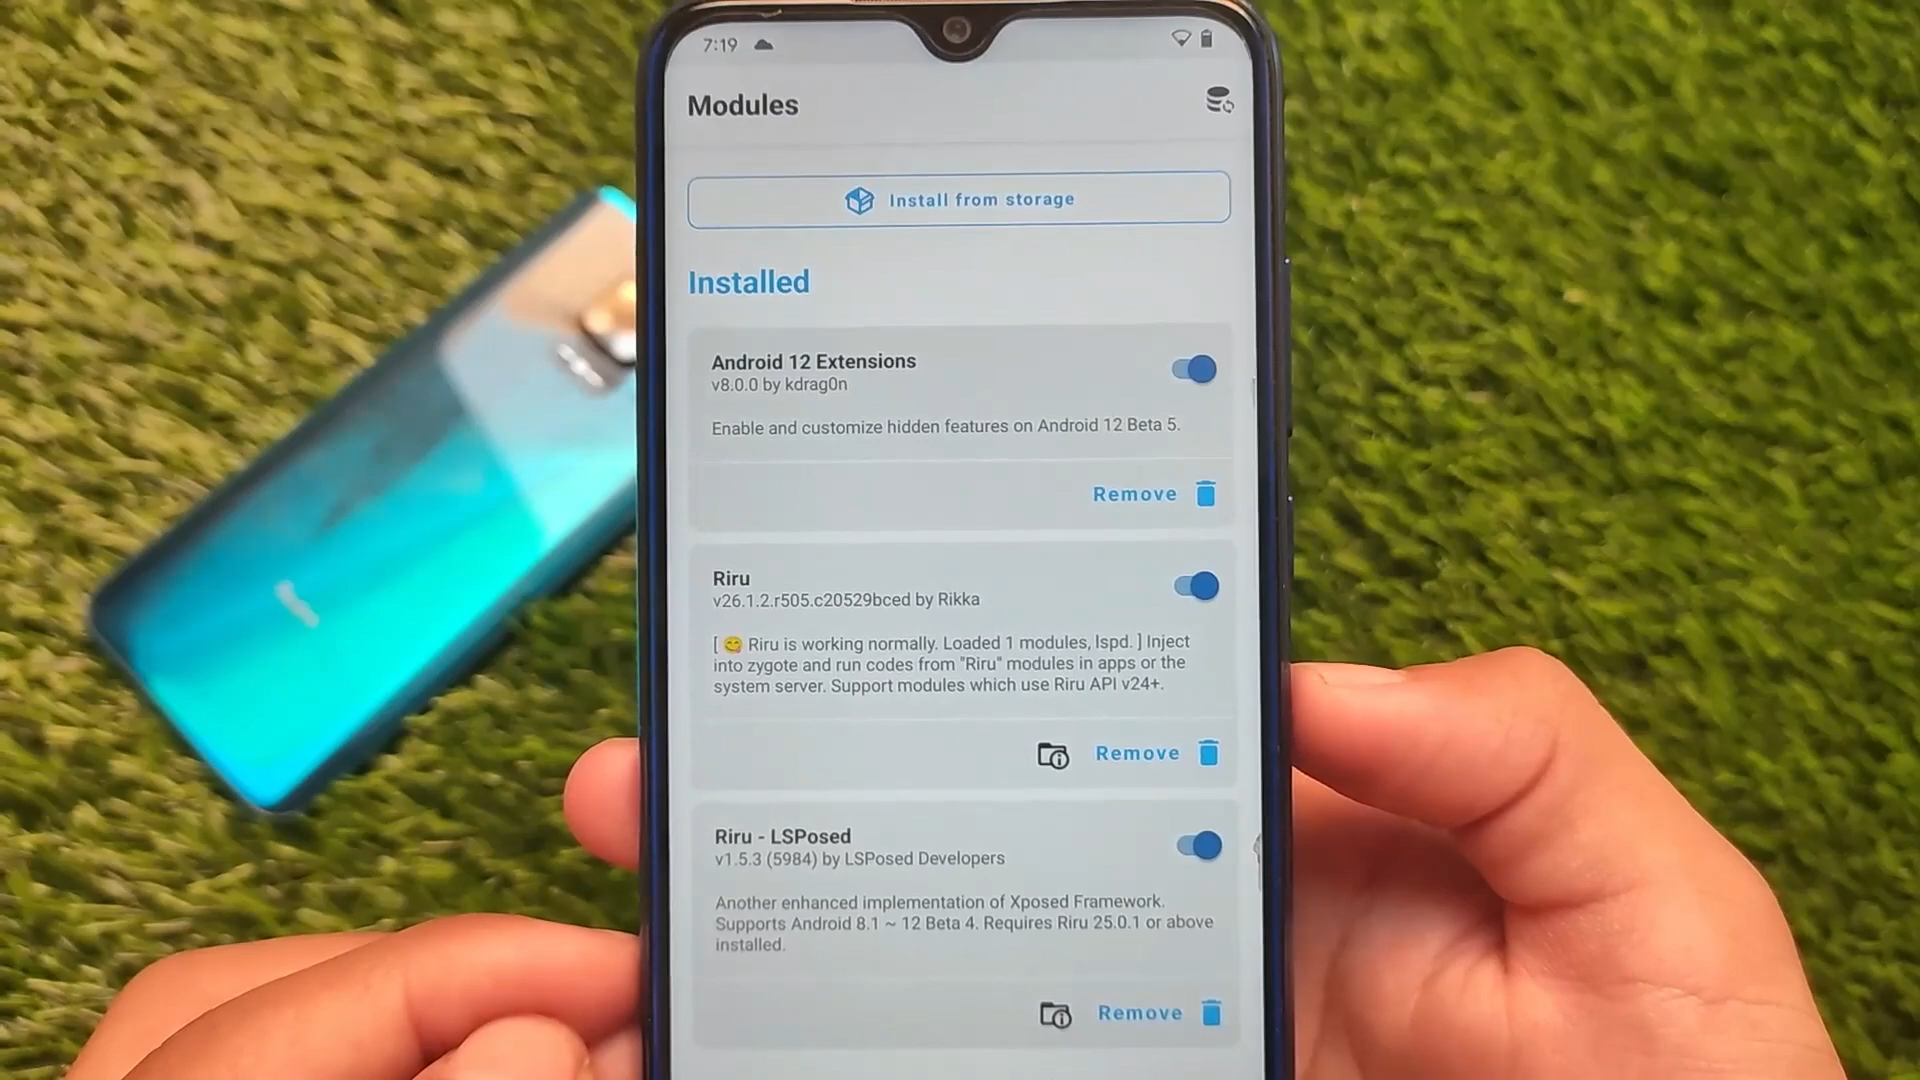 7:19
Modules
Install from storage
Installed
Android 12 Extensions
v8.0.0 by kdrag0n
Enable and customize hidden features on Android 12 Beta 5.
Remove
Riru
v26.1.2.r505.c20529bced by Rikka
[ 😋 Riru is working normally. Loaded 1 modules, lspd. ] Inject
into zygote and run codes from "Riru" modules in apps or the
system server. Support modules which use Riru API v24+.
Remove
Riru - LSPosed
v1.5.3 (5984) by LSPosed Developers
Another enhanced implementation of Xposed Framework.
Supports Android 8.1 ~ 12 Beta 4. Requires Riru 25.0.1 or above
installed.
Remove